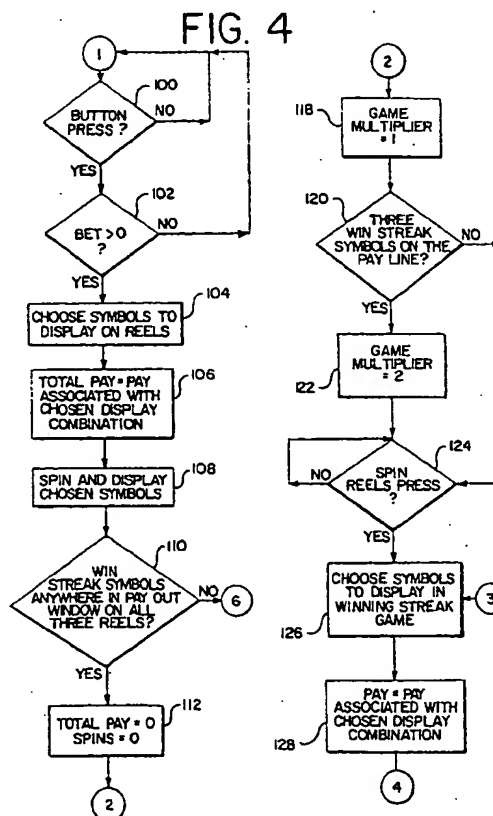 FIG. 4
1
100
BUTTON
PRESS ?
NO
YES
102
BET > 0
?
NO
YES
104
CHOOSE SYMBOLS TO
DISPLAY ON REELS
106
TOTAL PAY = PAY
ASSOCIATED WITH
CHOSEN DISPLAY
COMBINATION
108
SPIN AND DISPLAY
CHOSEN SYMBOLS
110
WIN
STREAK SYMBOLS
ANYWHERE IN PAY OUT
WINDOW ON ALL
THREE REELS?
NO
6
YES
112
TOTAL PAY = 0
SPINS = 0
2
2
118
GAME
MULTIPLIER
= 1
120
THREE
WIN STREAK
SYMBOLS ON THE
PAY LINE?
NO
YES
GAME
MULTIPLIER
= 2
122
124
NO
SPIN
REELS PRESS
?
YES
CHOOSE SYMBOLS
TO DISPLAY IN
WINNING STREAK
GAME
126
3
PAY = PAY
ASSOCIATED WITH
CHOSEN DISPLAY
COMBINATION
128
4